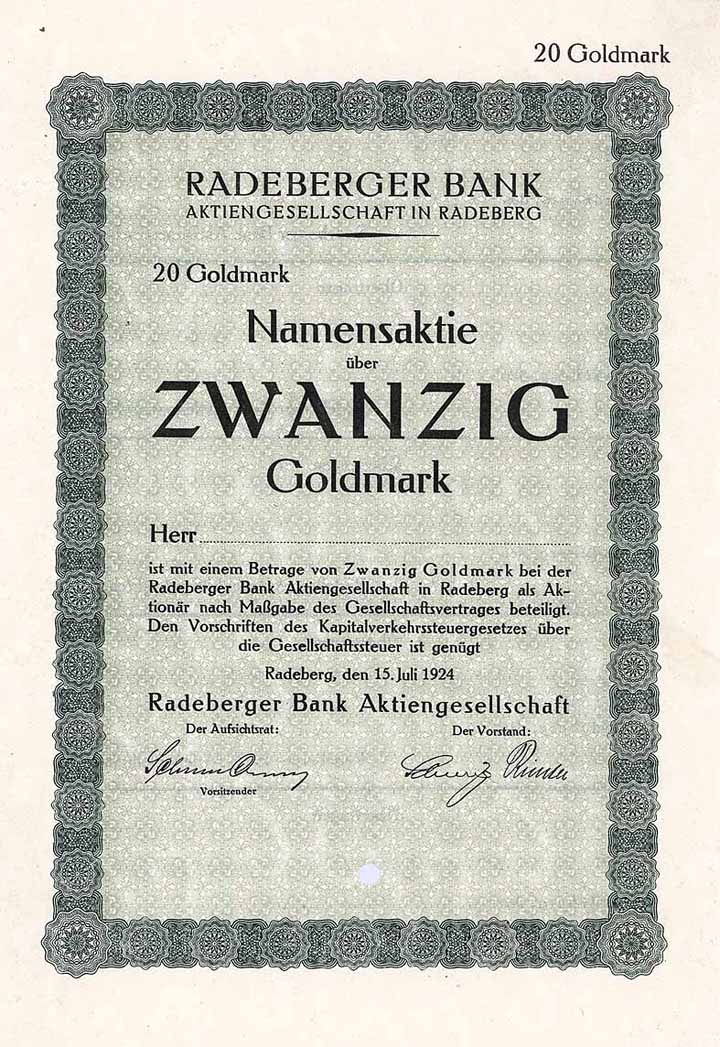 20 Goldmark
RADEBERGER BANK
AKTIENGESELLSCHAFT IN RADEBERG
20 Goldmark
Namensaktie
über
ZWANZIG
Goldmark
Herr
ist mit einem Betrage von Zwanzig Goldmark bei der
Radeberger Bank Aktiengesellschaft in Radeberg als Ak-
tionär nach Maßgabe des Gesellschaftsvertrages beteiligt.
Den Vorschriften des Kapitalverkehrssteuergesetzes über
die Gesellschaftssteuer ist genügt
Radeberg, den 15. Juli 1924
Radeberger Bank Aktiengesellschaft
Der Aufsichtsrat: Der Vorstand:
Vorsitzender